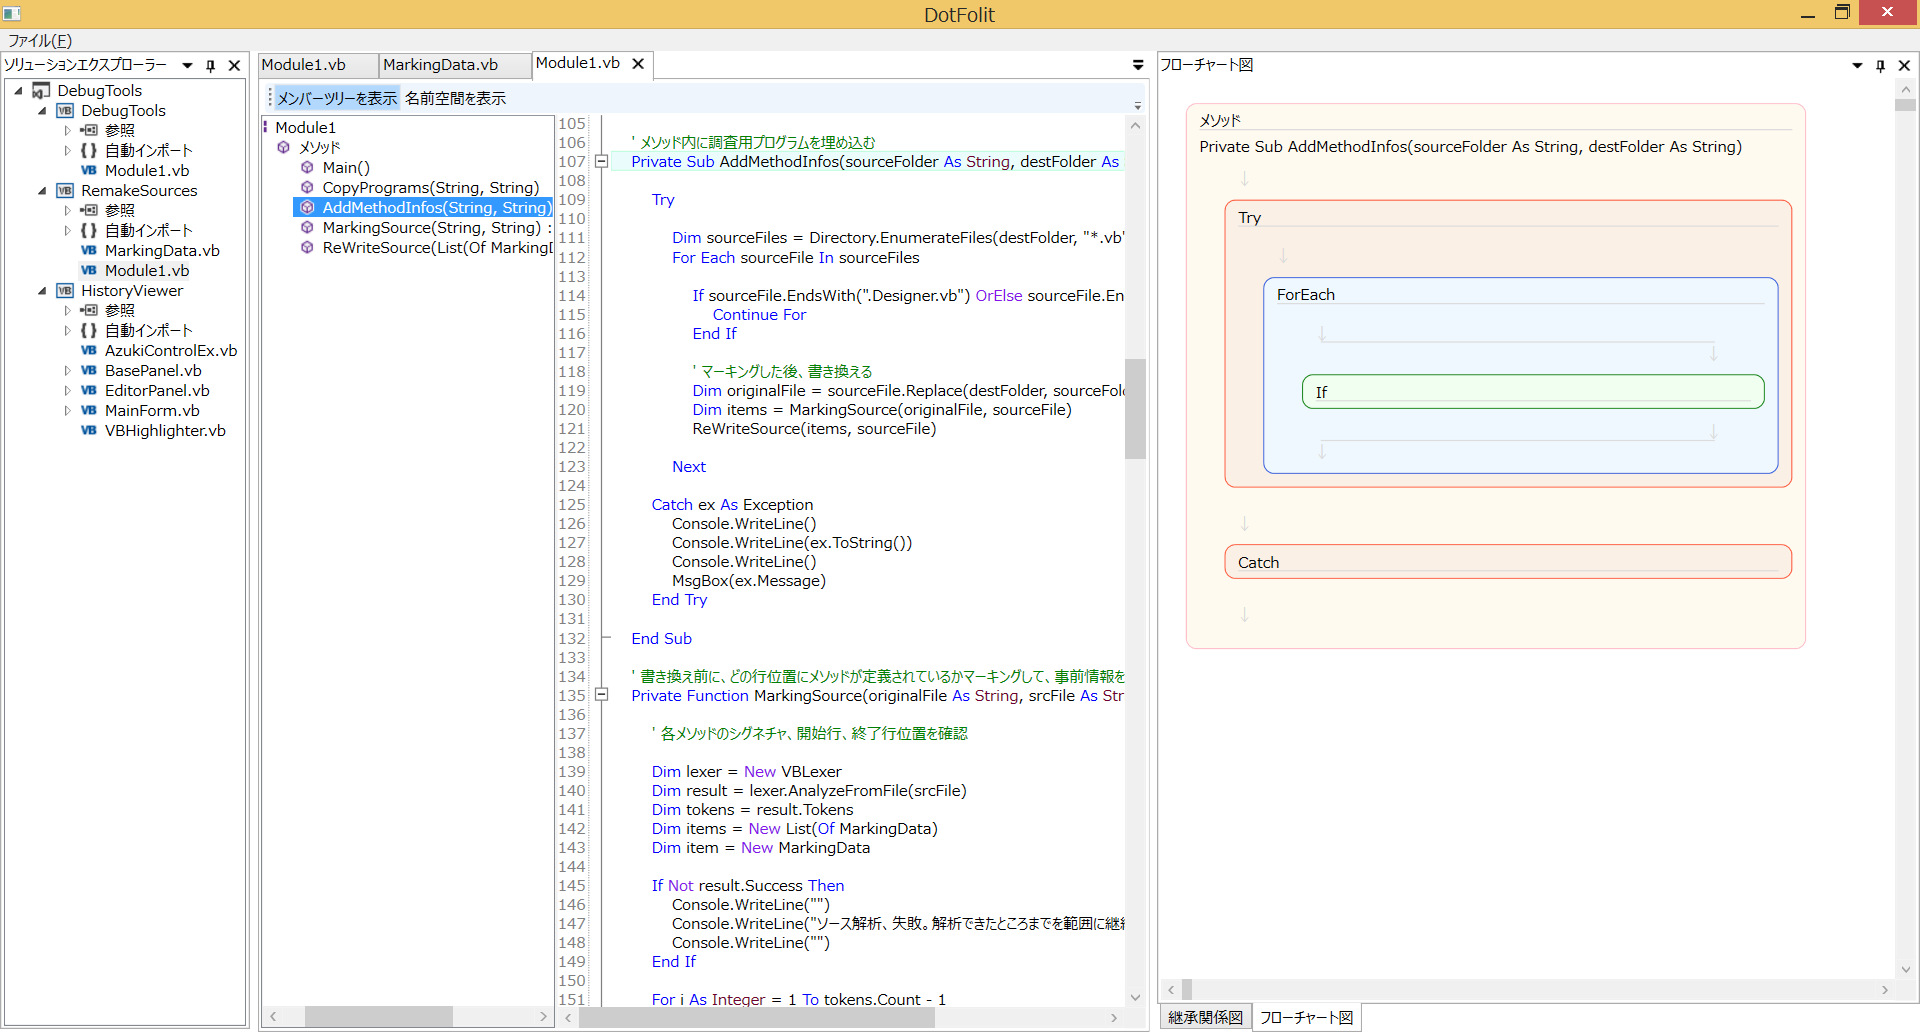 DotFolit
ファイル(F)
ソリューションエクスプローラー
DebugTools
DebugTools
参照
自動インポート
Module1.vb
RemakeSources
参照
自動インポート
MarkingData.vb
Module1.vb
HistoryViewer
参照
自動インポート
AzukiControlEx.vb
BasePanel.vb
EditorPanel.vb
MainForm.vb
VBHighlighter.vb
Module1.vb
MarkingData.vb
Module1.vb
メンバーツリーを表示 名前空間を表示
Module1
メソッド
Main()
CopyPrograms(String, String)
AddMethodInfos(String, String)
MarkingSource(String, String) :
ReWriteSource(List(Of Marking
105
106 ' メソッド内に調査用プログラムを埋め込む
107 Private Sub AddMethodInfos(sourceFolder As String, destFolder As
108
109 Try
110
111 Dim sourceFiles = Directory.EnumerateFiles(destFolder, "*.vb"
112 For Each sourceFile In sourceFiles
113
114 If sourceFile.EndsWith(".Designer.vb") OrElse sourceFile.En
115 Continue For
116 End If
117
118 ' マーキングした後、書き換える
119 Dim originalFile = sourceFile.Replace(destFolder, sourceFol
120 Dim items = MarkingSource(originalFile, sourceFile)
121 ReWriteSource(items, sourceFile)
122
123 Next
124
125 Catch ex As Exception
126 Console.WriteLine()
127 Console.WriteLine(ex.ToString())
128 Console.WriteLine()
129 MsgBox(ex.Message)
130 End Try
131
132 End Sub
133
134 ' 書き換え前に、どの行位置にメソッドが定義されているかマーキングして、事前情報を
135 Private Function MarkingSource(originalFile As String, srcFile As Str
136
137 ' 各メソッドのシグネチャ、開始行、終了行位置を確認
138
139 Dim lexer = New VBLexer
140 Dim result = lexer.AnalyzeFromFile(srcFile)
141 Dim tokens = result.Tokens
142 Dim items = New List(Of MarkingData)
143 Dim item = New MarkingData
144
145 If Not result.Success Then
146 Console.WriteLine("")
147 Console.WriteLine("ソース解析、失敗。解析できたところまでを範囲に継
148 Console.WriteLine("")
149 End If
150
151 For i As Integer = 1 To tokens.Count - 1
フローチャート図
メソッド
Private Sub AddMethodInfos(sourceFolder As String, destFolder As String)
↓
Try
↓
ForEach
↓
↓
If
↓
↓
↓
Catch
↓
継承関係図 フローチャート図